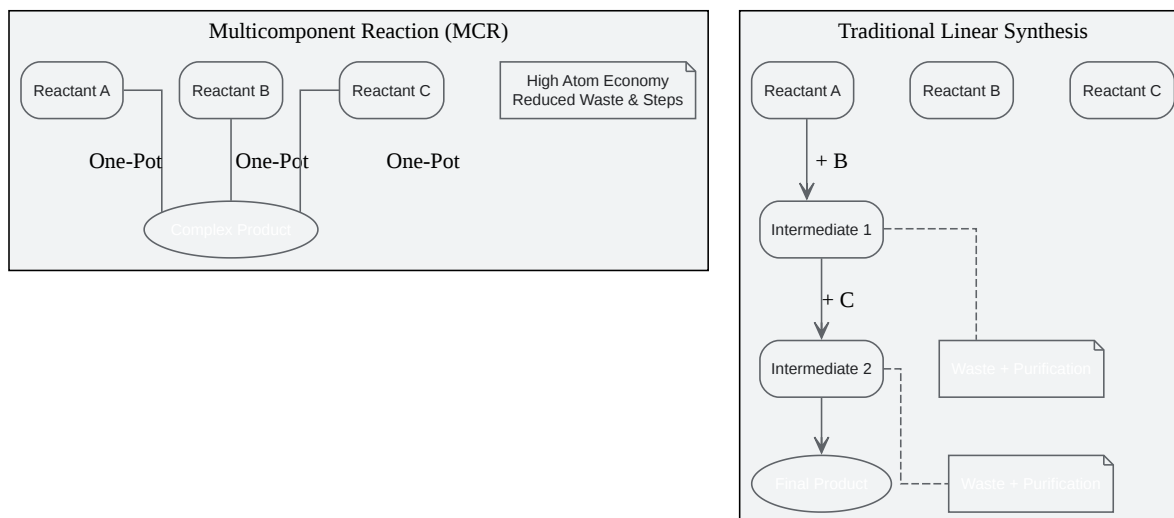 Multicomponent Reaction (MCR)
Reactant A
Reactant B
Reactant C
High Atom Economy
Reduced Waste & Steps
One-Pot
One-Pot
One-Pot
Complex Product
Traditional Linear Synthesis
Reactant A
Reactant B
Reactant C
+ B
Intermediate 1
+ C
Intermediate 2
Waste + Purification
Final Product
Waste + Purification